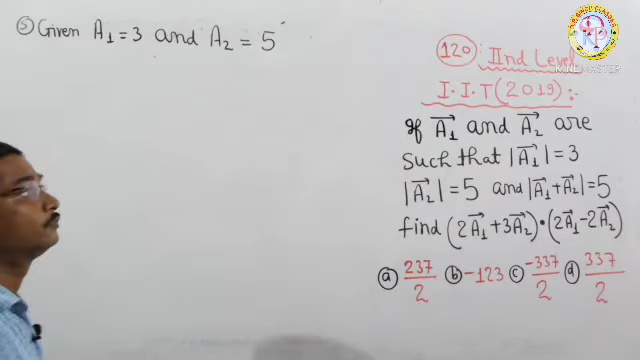 ⑤ Given A1 = 3 and A2 = 5
120: IInd Level
I.I.T (2019):-
If A⃗1 and A⃗2 are
such that |A⃗1| = 3
|A⃗2| = 5 and |A⃗1+A⃗2| = 5
find (2A⃗1+3A⃗2)•(2A⃗1-2A⃗2)
ⓐ 237/2 ⓑ -123 ⓒ -337/2 ⓓ 337/2
KINEMASTER